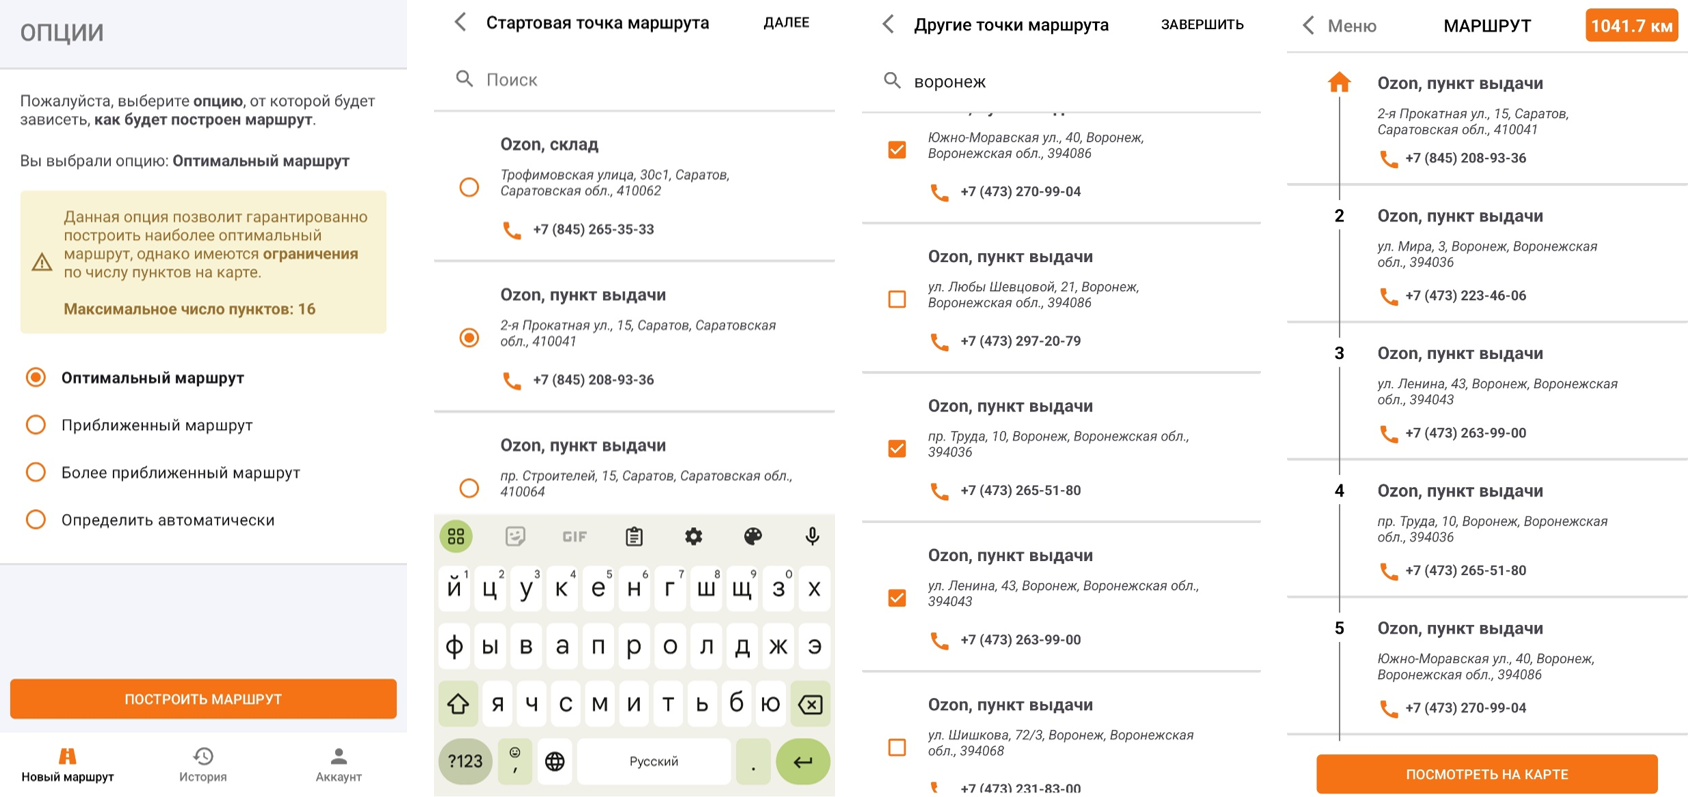 ОПЦИИ
Пожалуйста, выберите опцию, от которой будет
зависеть, как будет построен маршрут.
Вы выбрали опцию: Оптимальный маршрут
Данная опция позволит гарантированно
построить наиболее оптимальный
маршрут, однако имеются ограничения
по числу пунктов на карте.
Максимальное число пунктов: 16
Оптимальный маршрут
Приближенный маршрут
Более приближенный маршрут
Определить автоматически
ПОСТРОИТЬ МАРШРУТ
Новый маршрут
История
Аккаунт
Стартовая точка маршрута
ДАЛЕЕ
Поиск
Ozon, склад
Трофимовская улица, 30с1, Саратов,
Саратовская обл., 410062
+7 (845) 265-35-33
Ozon, пункт выдачи
2-я Прокатная ул., 15, Саратов, Саратовская
обл., 410041
+7 (845) 208-93-36
Ozon, пункт выдачи
пр. Строителей, 15, Саратов, Саратовская обл.,
410064
GIF
й1 ц2 у3 к4 е5 н6 г7 ш8 щ9 з0 х
ф ы в а п р о л д ж э
я ч с м и т ь б ю
?123 , Русский .
Другие точки маршрута
ЗАВЕРШИТЬ
воронеж
Южно-Моравская ул., 40, Воронеж,
Воронежская обл., 394086
+7 (473) 270-99-04
Ozon, пункт выдачи
ул. Любы Шевцовой, 21, Воронеж,
Воронежская обл., 394086
+7 (473) 297-20-79
Ozon, пункт выдачи
пр. Труда, 10, Воронеж, Воронежская обл.,
394036
+7 (473) 265-51-80
Ozon, пункт выдачи
ул. Ленина, 43, Воронеж, Воронежская обл.,
394043
+7 (473) 263-99-00
Ozon, пункт выдачи
ул. Шишкова, 72/3, Воронеж, Воронежская
обл., 394068
+7 (473) 231-83-00
Меню
МАРШРУТ
1041.7 км
Ozon, пункт выдачи
2-я Прокатная ул., 15, Саратов,
Саратовская обл., 410041
+7 (845) 208-93-36
2
Ozon, пункт выдачи
ул. Мира, 3, Воронеж, Воронежская
обл., 394036
+7 (473) 223-46-06
3
Ozon, пункт выдачи
ул. Ленина, 43, Воронеж, Воронежская
обл., 394043
+7 (473) 263-99-00
4
Ozon, пункт выдачи
пр. Труда, 10, Воронеж, Воронежская
обл., 394036
+7 (473) 265-51-80
5
Ozon, пункт выдачи
Южно-Моравская ул., 40, Воронеж,
Воронежская обл., 394086
+7 (473) 270-99-04
ПОСМОТРЕТЬ НА КАРТЕ